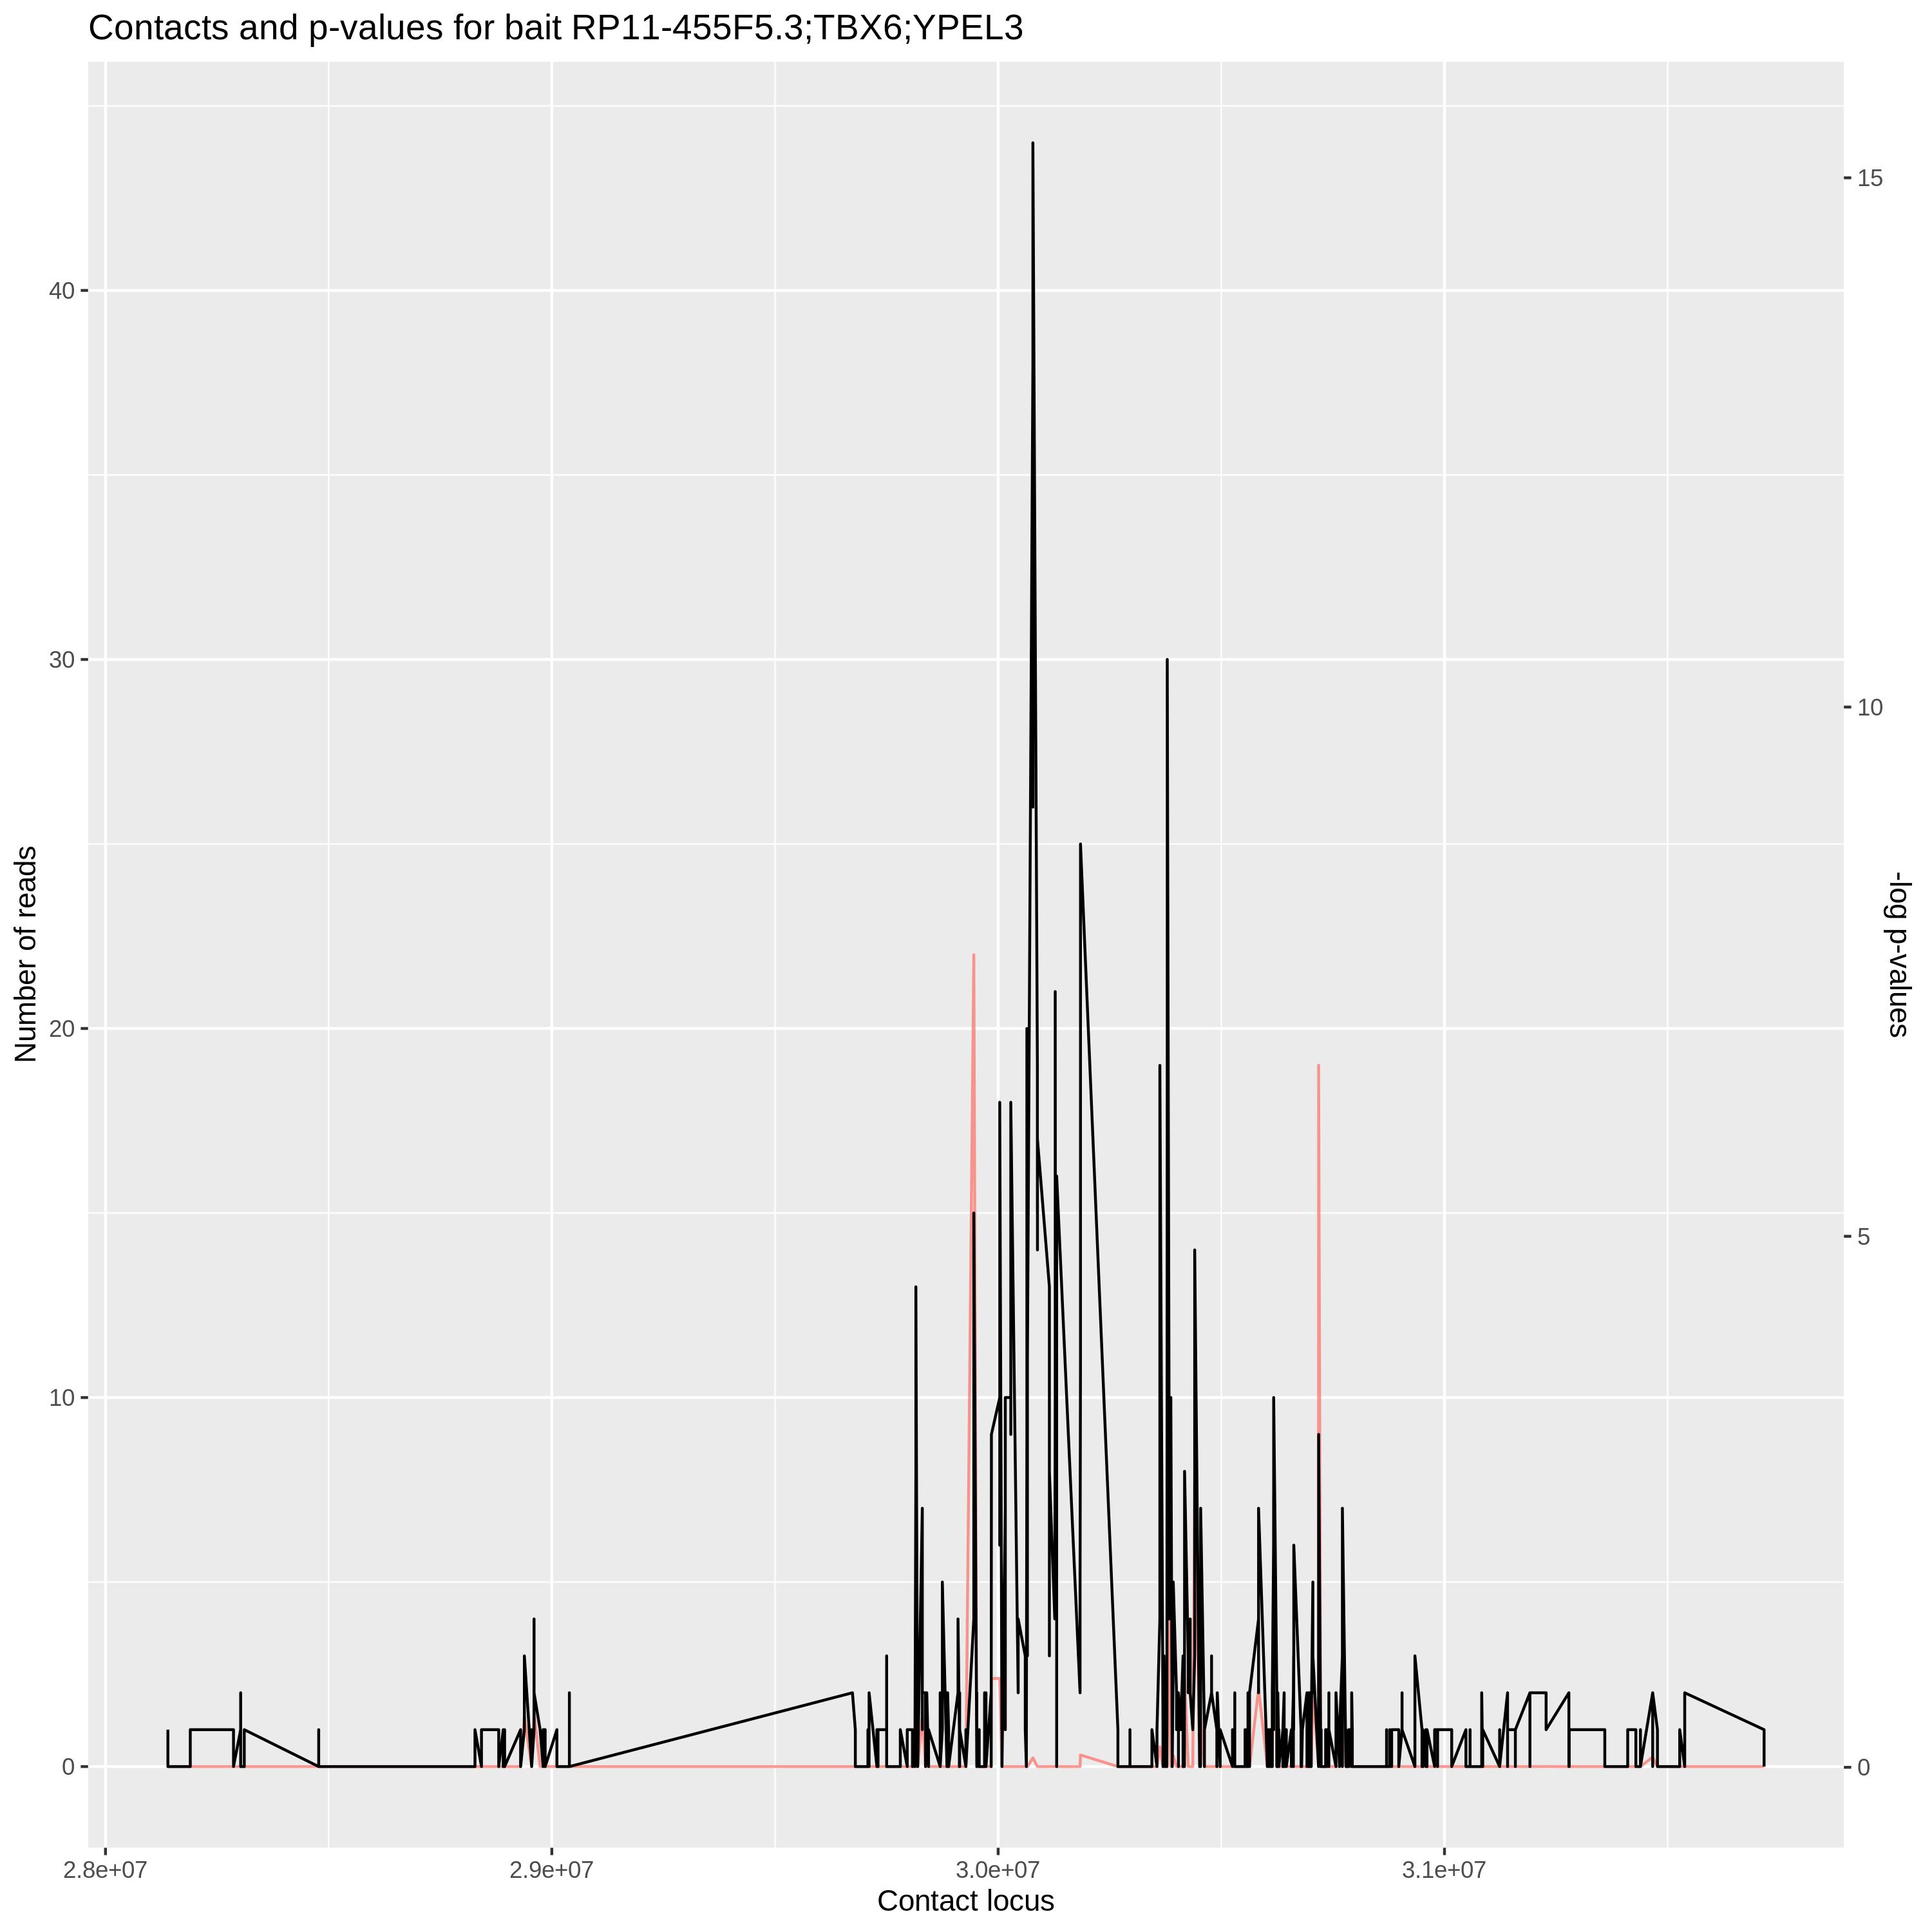 Contacts and p-values for bait RP11-455F5.3;TBX6;YPEL3
40
30
20
10
0
Number of reads
15
10
5
0
-log p-values
2.8e+07
2.9e+07
3.0e+07
3.1e+07
Contact locus